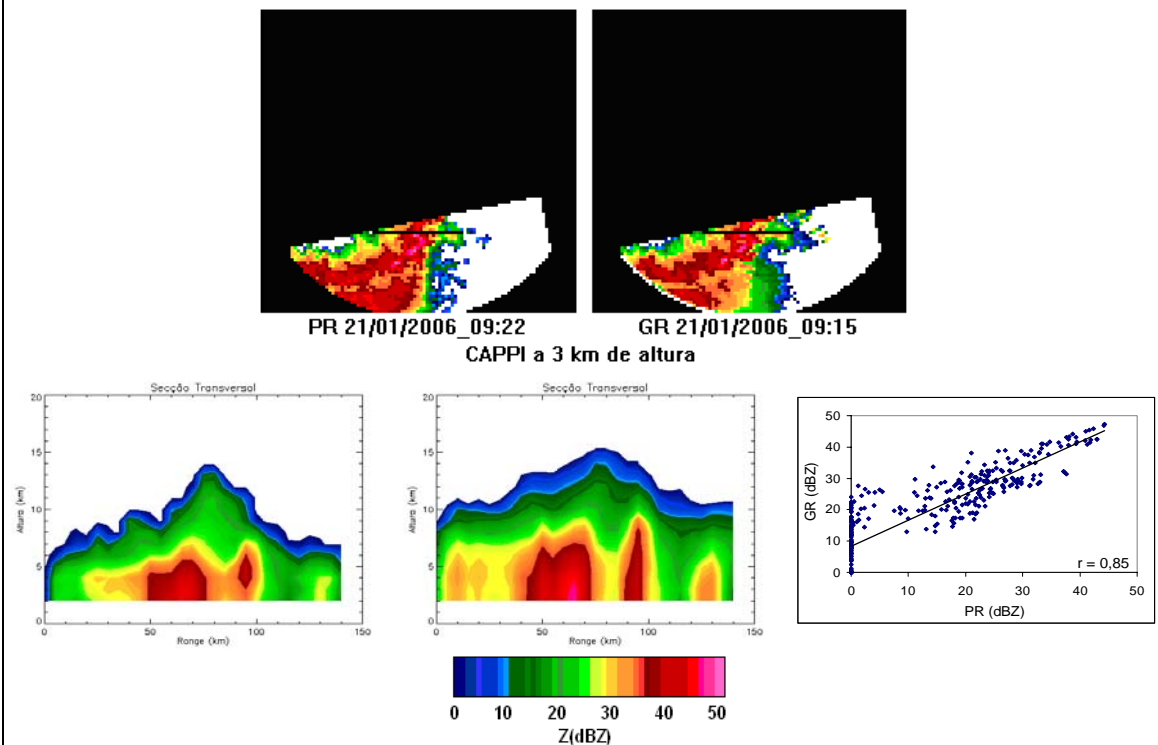 PR 21/01/2006_09:22 GR 21/01/2006_09:15
CAPPI a 3 km de altura
Secção Transversal
20
15
10
5
0
Altura (km)
0 50 100 150
Range (km)
Secção Transversal
20
15
10
5
0
Altura (km)
0 50 100 150
Range (km)
50
40
30
20
10
0
GR (dBZ)
r = 0,85
0 10 20 30 40 50
PR (dBZ)
0 10 20 30 40 50
Z(dBZ)